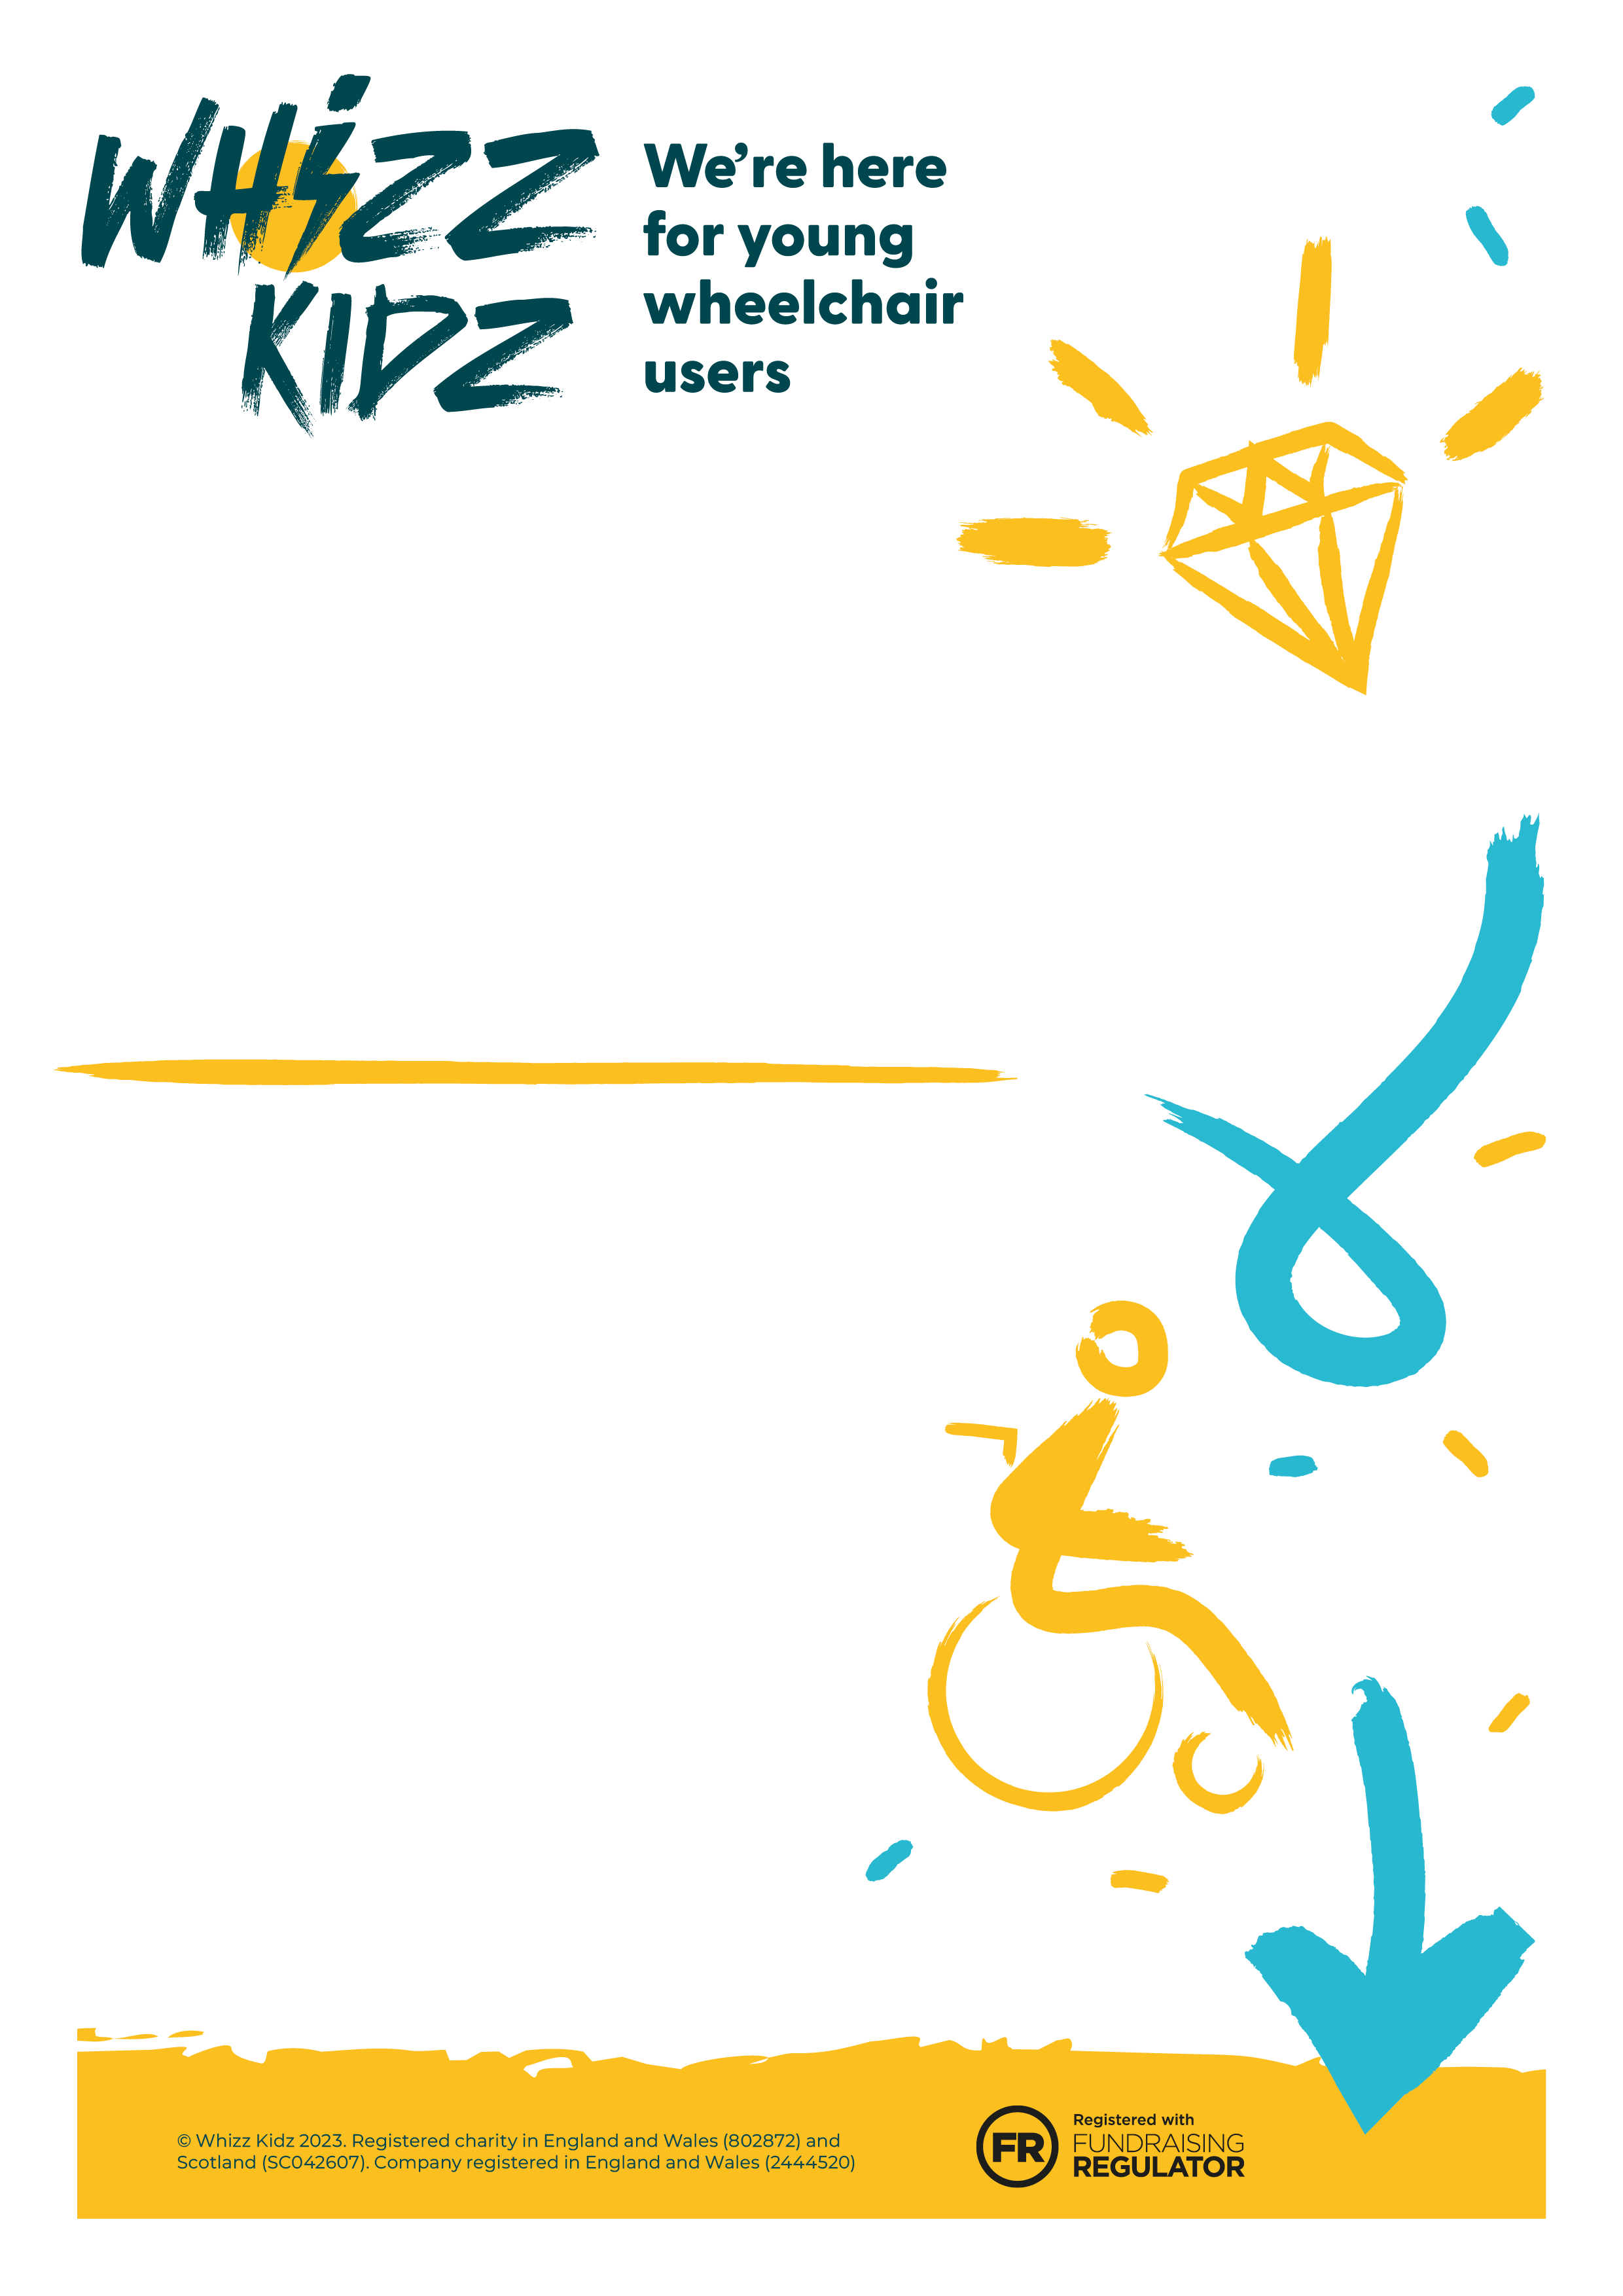 WHiZZ
KIDZ
We’re here
for young
wheelchair
users
© Whizz Kidz 2023. Registered charity in England and Wales (802872) and
Scotland (SC042607). Company registered in England and Wales (2444520)
FR
Registered with
FUNDRAISING
REGULATOR